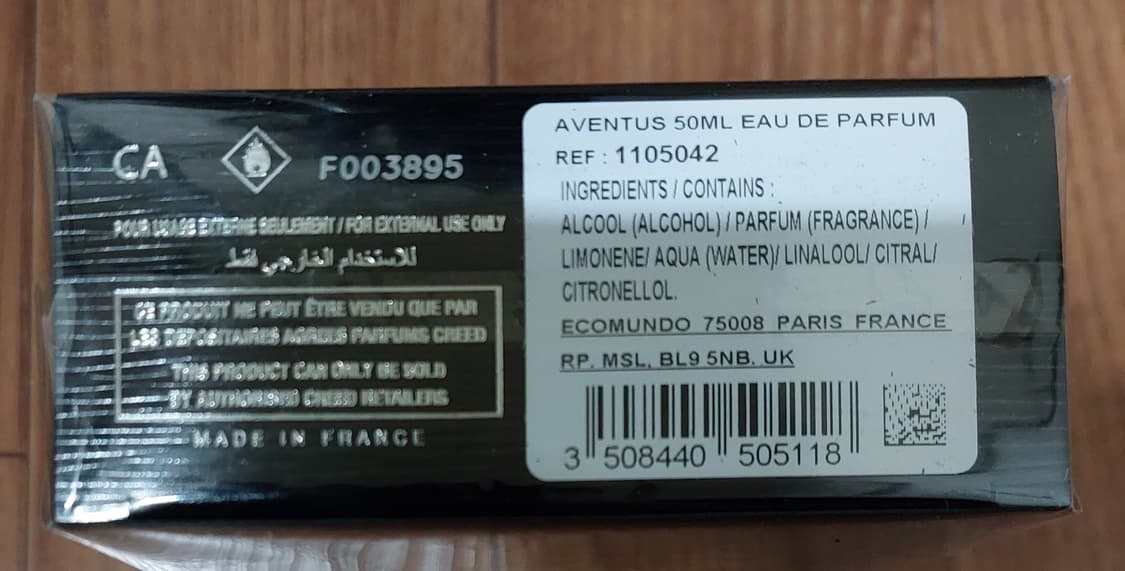 CA F003895
POUR USAGE EXTERNE SEULEMENT / FOR EXTERNAL USE ONLY
للاستخدام الخارجي فقط
CE PRODUIT NE PEUT ÊTRE VENDU QUE PAR
LES DEPOSITAIRES AGREES PARFUMS CREED
THIS PRODUCT CAN ONLY BE SOLD
BY AUTHORISED CREED RETAILERS
MADE IN FRANCE
AVENTUS 50ML EAU DE PARFUM
REF : 1105042
INGREDIENTS / CONTAINS :
ALCOOL (ALCOHOL) / PARFUM (FRAGRANCE) /
LIMONENE/ AQUA (WATER)/ LINALOOL/ CITRAL/
CITRONELLOL.
ECOMUNDO 75008 PARIS FRANCE
RP. MSL, BL9 5NB. UK
3 508440 505118